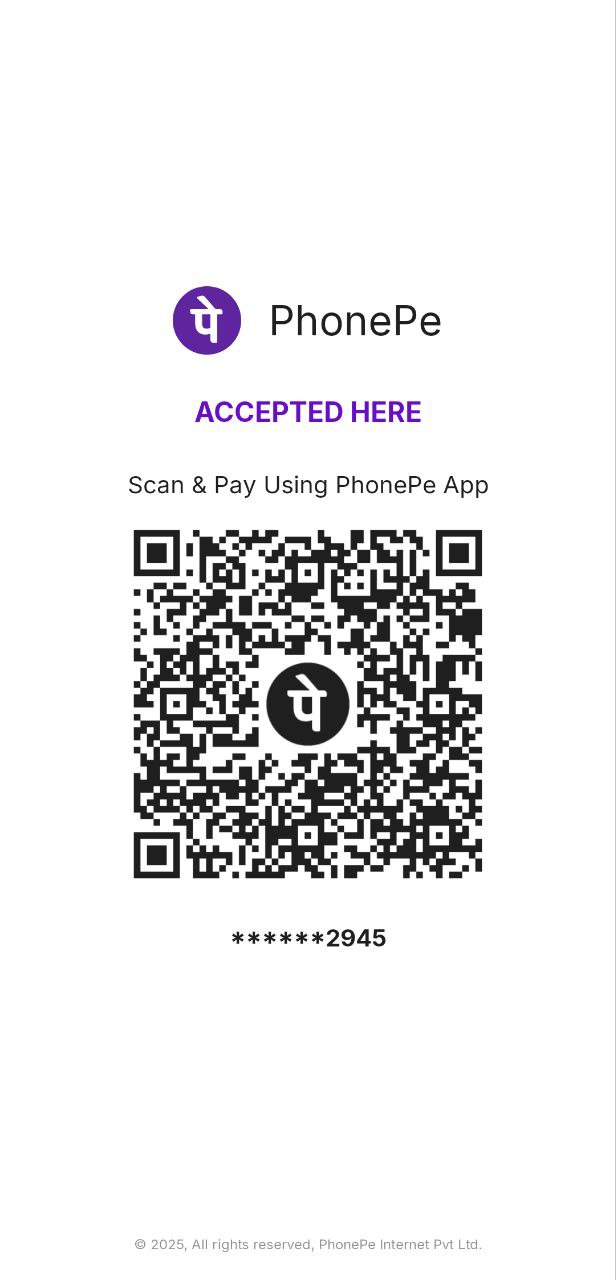 पे PhonePe
ACCEPTED HERE
Scan & Pay Using PhonePe App
पे
******2945
© 2025, All rights reserved, PhonePe Internet Pvt Ltd.